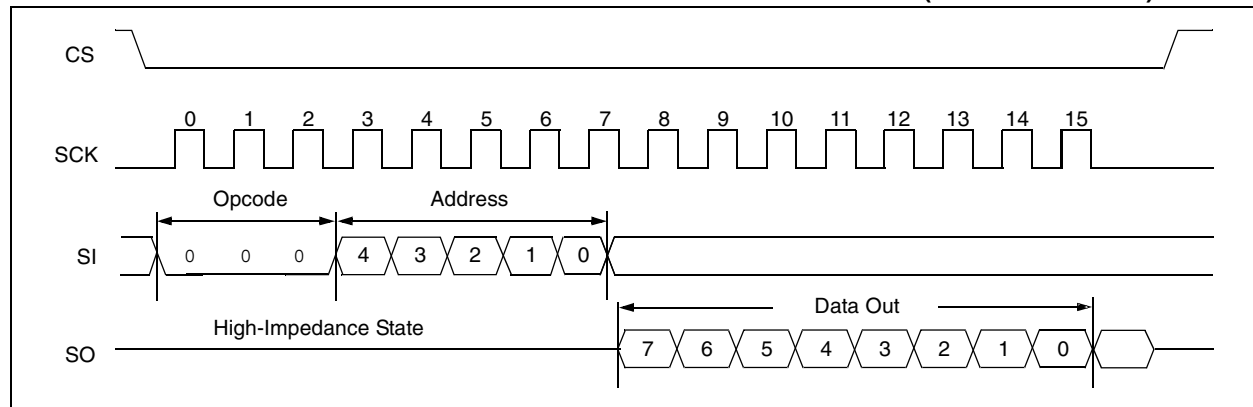 CS
0 1 2 3 4 5 6 7 8 9 10 11 12 13 14 15
SCK
Opcode Address
SI 0 0 0 4 3 2 1 0
Data Out
High-Impedance State
SO 7 6 5 4 3 2 1 0